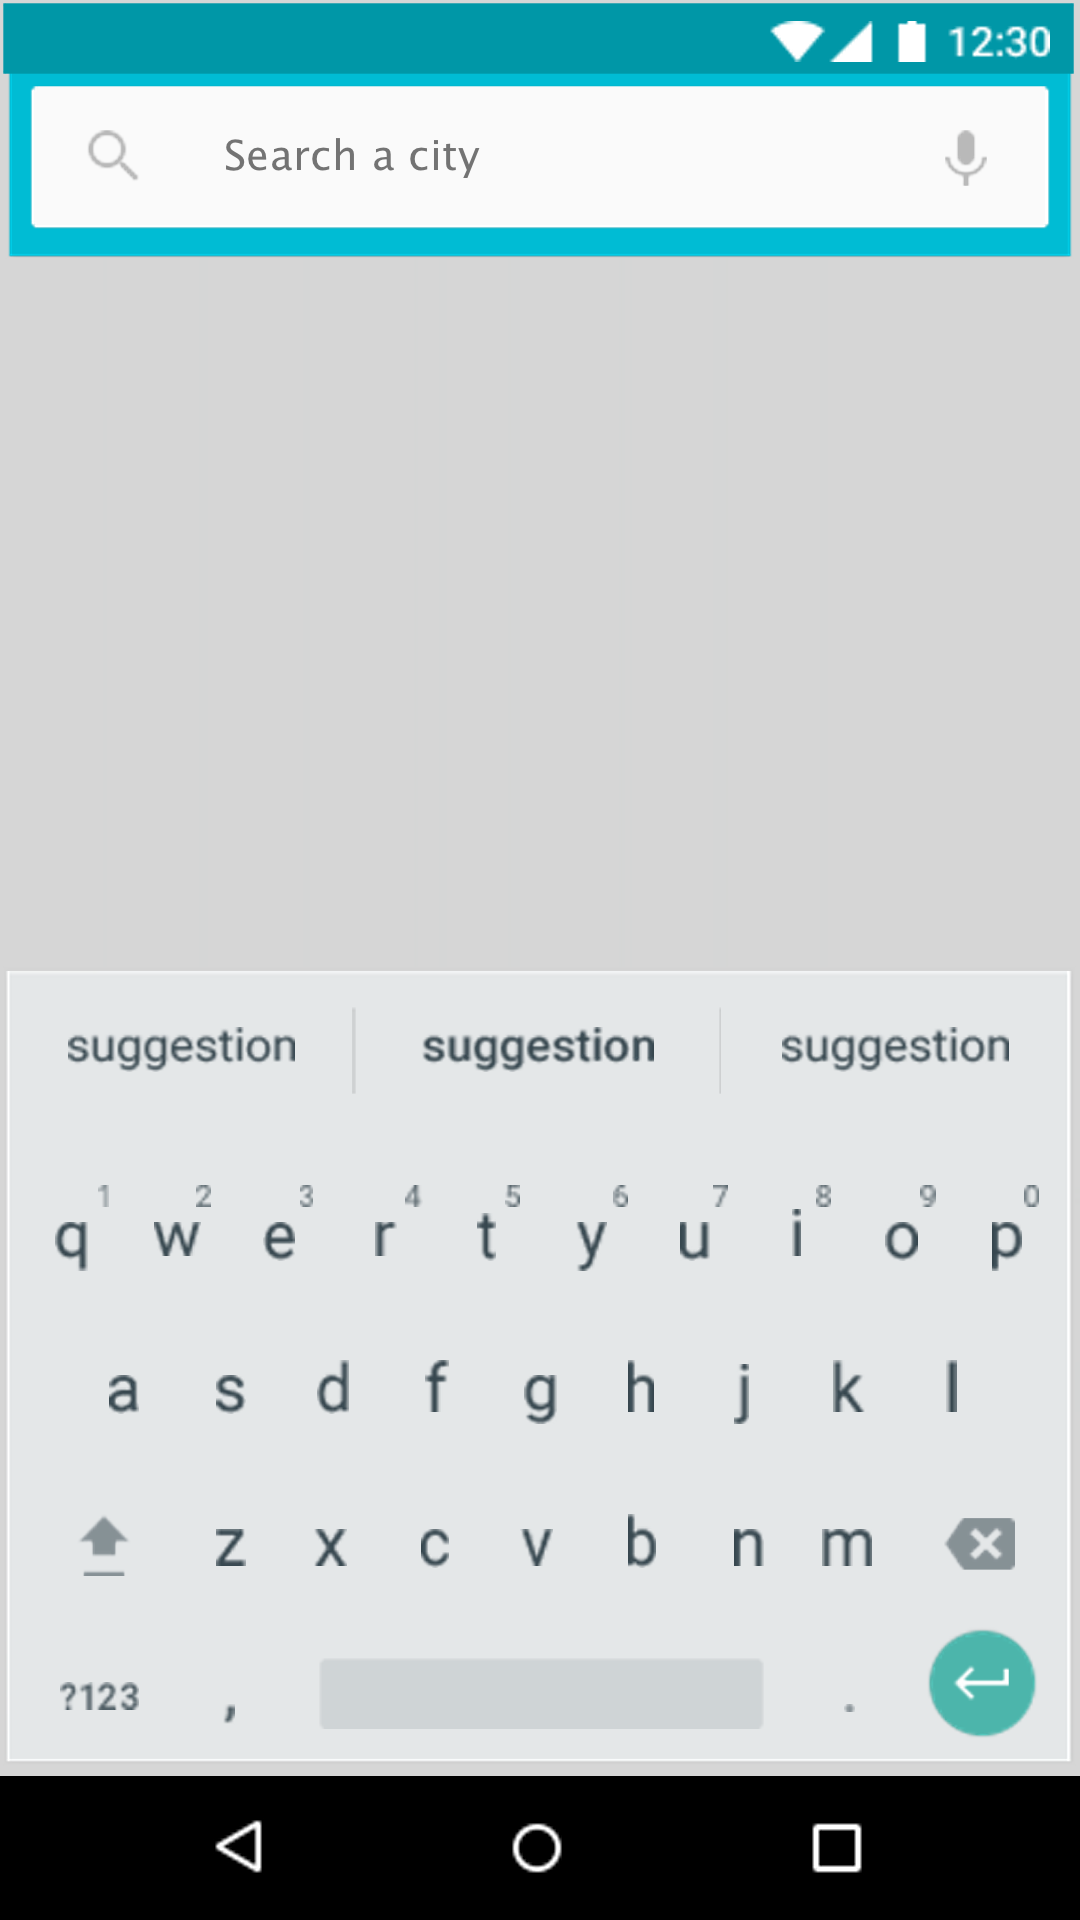 12:30
Search a city
suggestion suggestion suggestion
1 2 3 4 5 6 7 8 9 0
q w e r t y u i o p
a s d f g h j k l
z x c v b n m
?123 , .